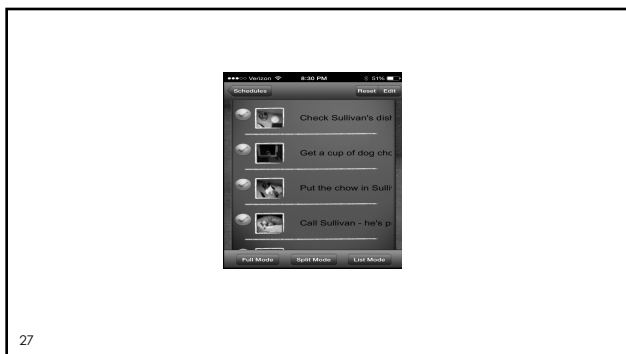 Verizon 8:30 PM 51%
Schedules Reset Edit
Check Sullivan's dish
Get a cup of dog cho
Put the chow in Sulli
Call Sullivan - he's p
Full Mode Split Mode List Mode
27